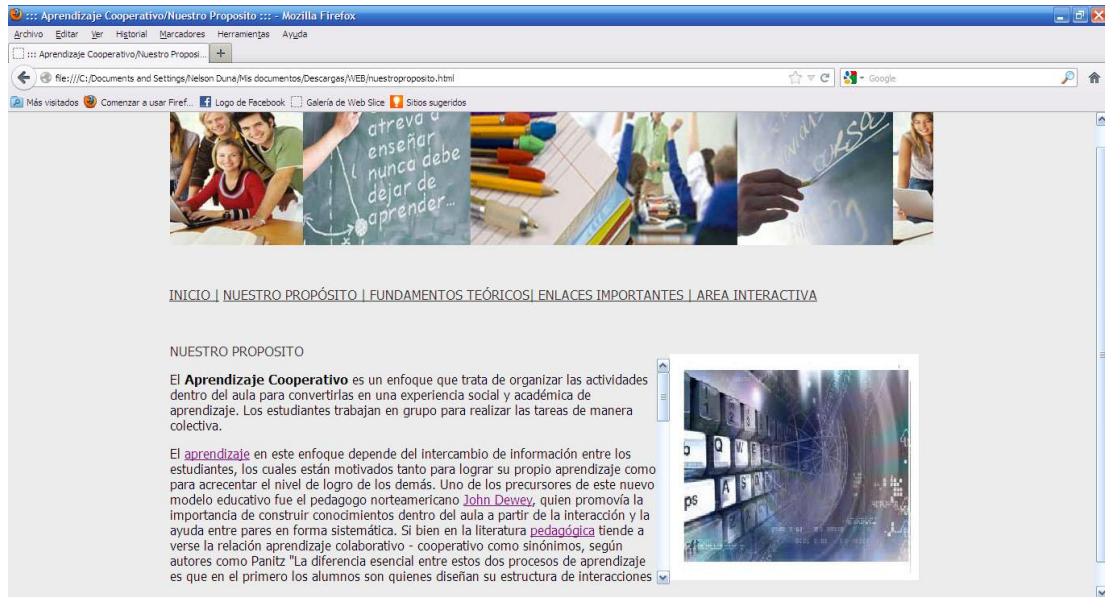 ::: Aprendizaje Cooperativo/Nuestro Proposito ::: - Mozilla Firefox
Archivo Editar Ver Historial Marcadores Herramientas Ayuda
::: Aprendizaje Cooperativo/Nuestro Proposi... +
file:///C:/Documents and Settings/Nelson Duna/Mis documentos/Descargas/WEB/nuestroproposito.html
Google
Más visitados Comenzar a usar Firef... Logo de Facebook Galería de Web Slice Sitios sugeridos
atreva a
enseñar
nunca debe
dejar de
aprender...
INICIO | NUESTRO PROPÓSITO | FUNDAMENTOS TEÓRICOS| ENLACES IMPORTANTES | AREA INTERACTIVA
NUESTRO PROPOSITO
El Aprendizaje Cooperativo es un enfoque que trata de organizar las actividades
dentro del aula para convertirlas en una experiencia social y académica de
aprendizaje. Los estudiantes trabajan en grupo para realizar las tareas de manera
colectiva.
El aprendizaje en este enfoque depende del intercambio de información entre los
estudiantes, los cuales están motivados tanto para lograr su propio aprendizaje como
para acrecentar el nivel de logro de los demás. Uno de los precursores de este nuevo
modelo educativo fue el pedagogo norteamericano John Dewey, quien promovía la
importancia de construir conocimientos dentro del aula a partir de la interacción y la
ayuda entre pares en forma sistemática. Si bien en la literatura pedagógica tiende a
verse la relación aprendizaje colaborativo - cooperativo como sinónimos, según
autores como Panitz "La diferencia esencial entre estos dos procesos de aprendizaje
es que en el primero los alumnos son quienes diseñan su estructura de interacciones
Q W
A S
ps